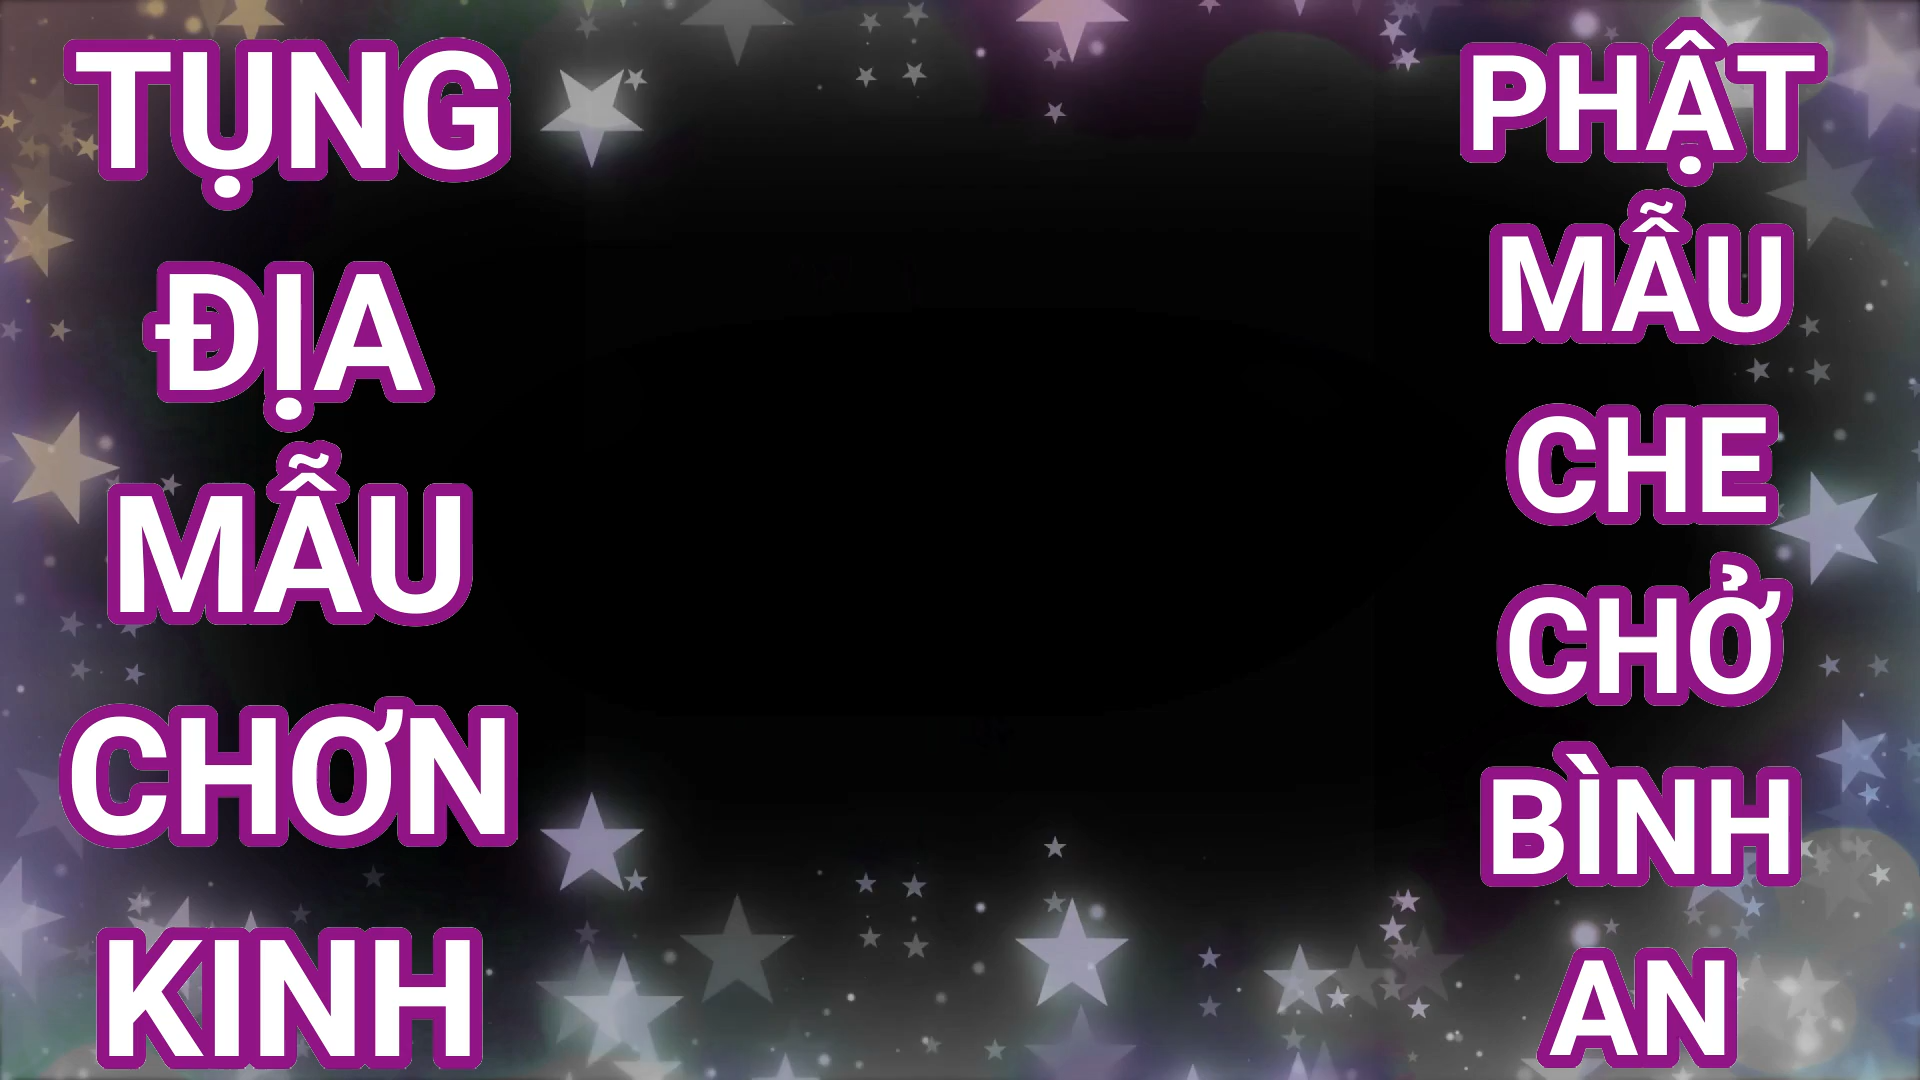 TỤNG
ĐỊA
MẪU
CHƠN
KINH
PHẬT
MẪU
CHE
CHỞ
BÌNH
AN